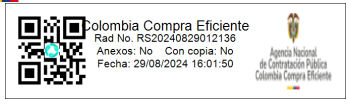 Colombia Compra Eficiente
Rad No. RS20240829012136
Anexos: No Con copia: No
Fecha: 29/08/2024 16:01:50
Agencia Nacional
de Contratación Pública
Colombia Compra Eficiente